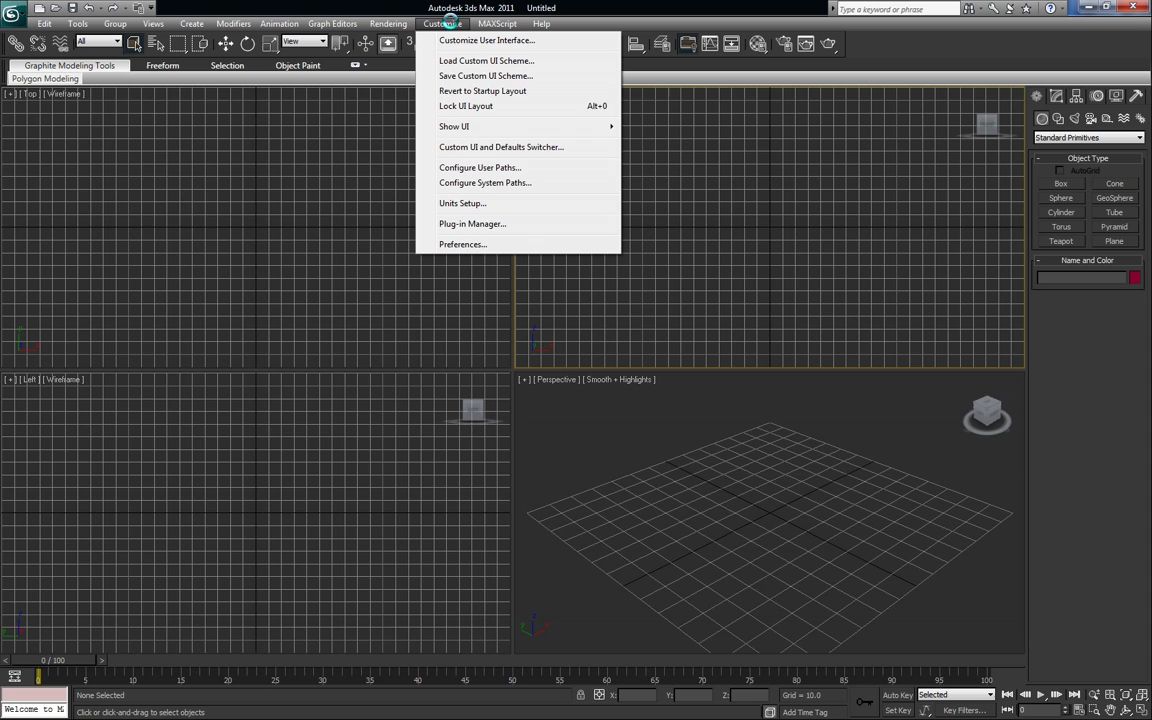 Autodesk 3ds Max 2011 Untitled
Type a keyword or phrase
Edit Tools Group Views Create Modifiers Animation Graph Editors Rendering MAXScript Help
All View 3
Graphite Modeling Tools Freeform Selection Object Paint
Polygon Modeling
Customize User Interface...
Load Custom UI Scheme...
Save Custom UI Scheme...
Revert to Startup Layout
Lock UI Layout Alt+0
Show UI
Custom UI and Defaults Switcher...
Configure User Paths...
Configure System Paths...
Units Setup...
Plug-in Manager...
Preferences...
[ + ] [ Top ] [ Wireframe ]
[ + ] [ Left ] [ Wireframe ]
[ + ] [ Perspective ] [ Smooth + Highlights ]
Standard Primitives
- Object Type
AutoGrid
Box Cone
Sphere GeoSphere
Cylinder Tube
Torus Pyramid
Teapot Plane
- Name and Color
< 0 / 100 >
0 5 10 15 20 25 30 35 40 45 50 55 60 65 70 75 80 85 90 95 100
None Selected X: Y: Z: Grid = 10.0 Auto Key Selected
Welcome to M Click or click-and-drag to select objects Add Time Tag Set Key Key Filters... 0